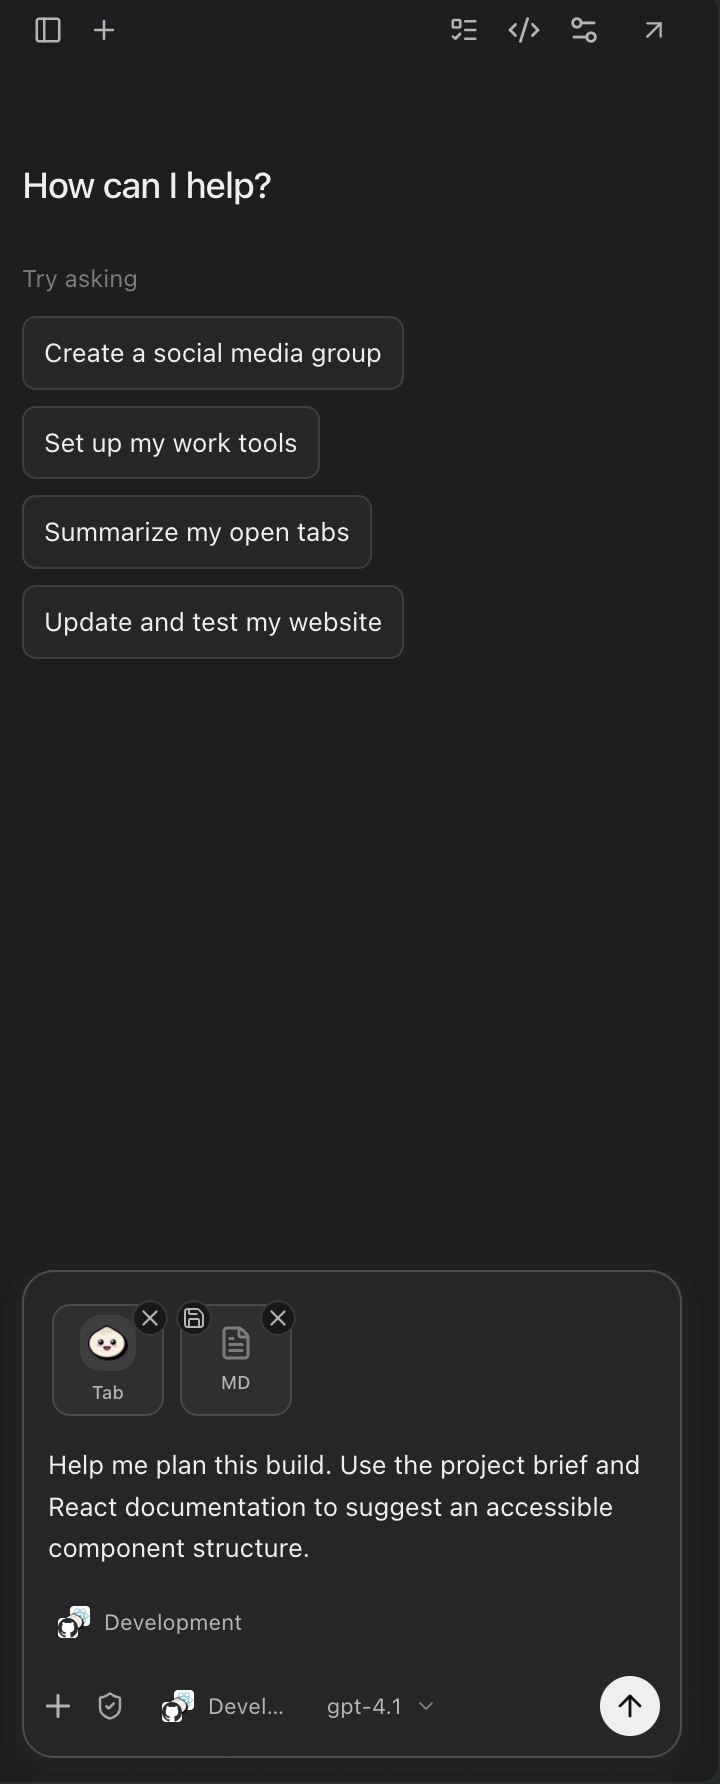 How can I help?
Try asking
Create a social media group
Set up my work tools
Summarize my open tabs
Update and test my website
Tab
MD
Help me plan this build. Use the project brief and
React documentation to suggest an accessible
component structure.
Development
Devel...
gpt-4.1